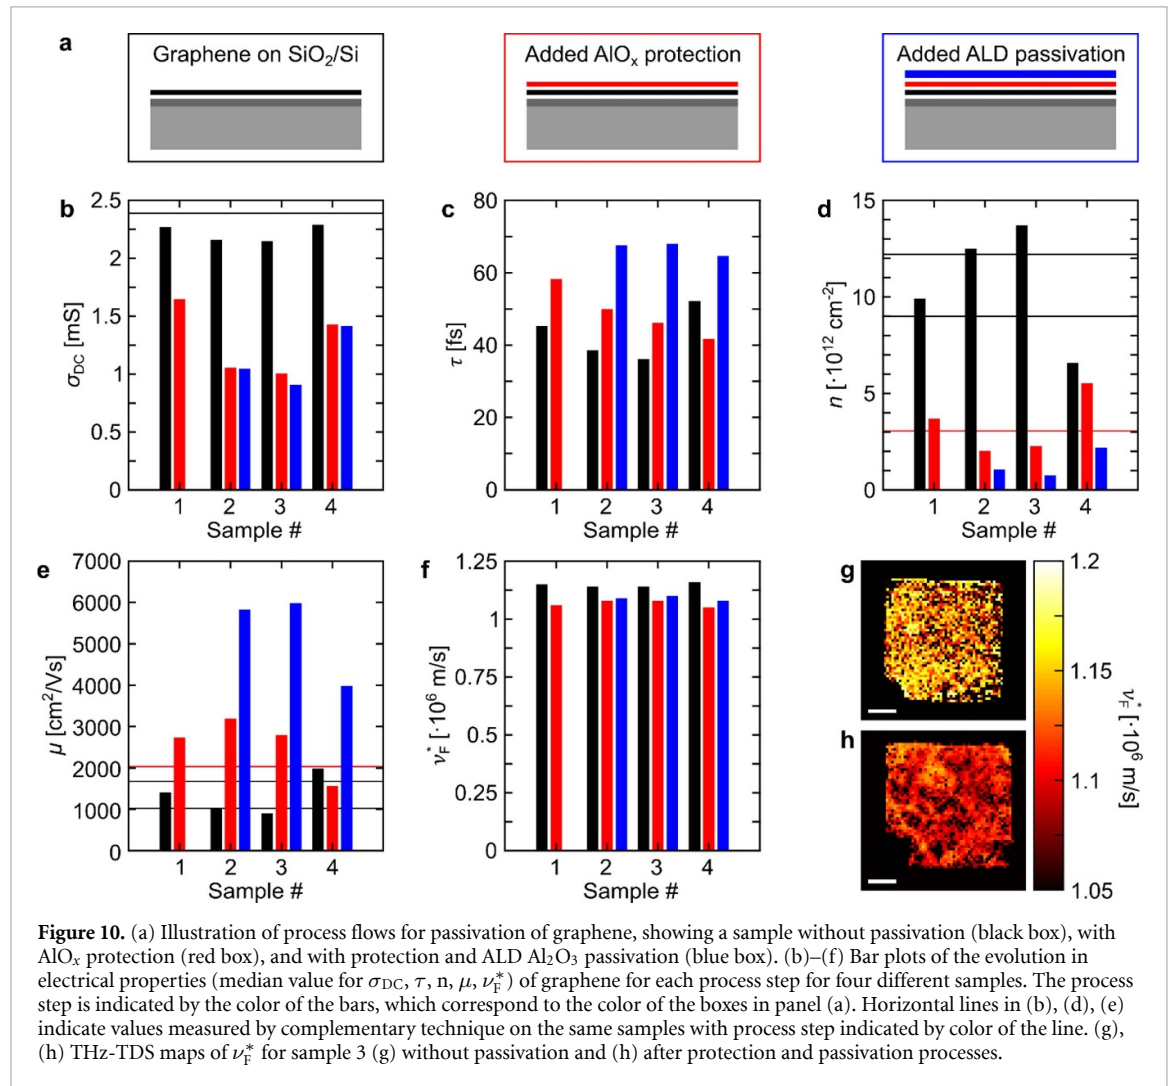 a
Graphene on SiO₂/Si
Added AlOₓ protection
Added ALD passivation
b
2.5
2
1.5
1
0.5
0
σDC [mS]
1 2 3 4
Sample #
c
80
60
40
20
0
τ [fs]
1 2 3 4
Sample #
d
15
12
9
5
3
0
n [·10¹² cm⁻²]
1 2 3 4
Sample #
e
7000
6000
5000
4000
3000
2000
1000
0
μ [cm²/Vs]
1 2 3 4
Sample #
f
1.25
1
0.75
0.5
0.25
0
ν*F [·10⁶ m/s]
1 2 3 4
Sample #
g
h
1.2
1.15
1.1
1.05
ν*F [·10⁶ m/s]
Figure 10. (a) Illustration of process flows for passivation of graphene, showing a sample without passivation (black box), with
AlOₓ protection (red box), and with protection and ALD Al₂O₃ passivation (blue box). (b)–(f) Bar plots of the evolution in
electrical properties (median value for σDC, τ, n, μ, ν*F) of graphene for each process step for four different samples. The process
step is indicated by the color of the bars, which correspond to the color of the boxes in panel (a). Horizontal lines in (b), (d), (e)
indicate values measured by complementary technique on the same samples with process step indicated by color of the line. (g),
(h) THz-TDS maps of ν*F for sample 3 (g) without passivation and (h) after protection and passivation processes.